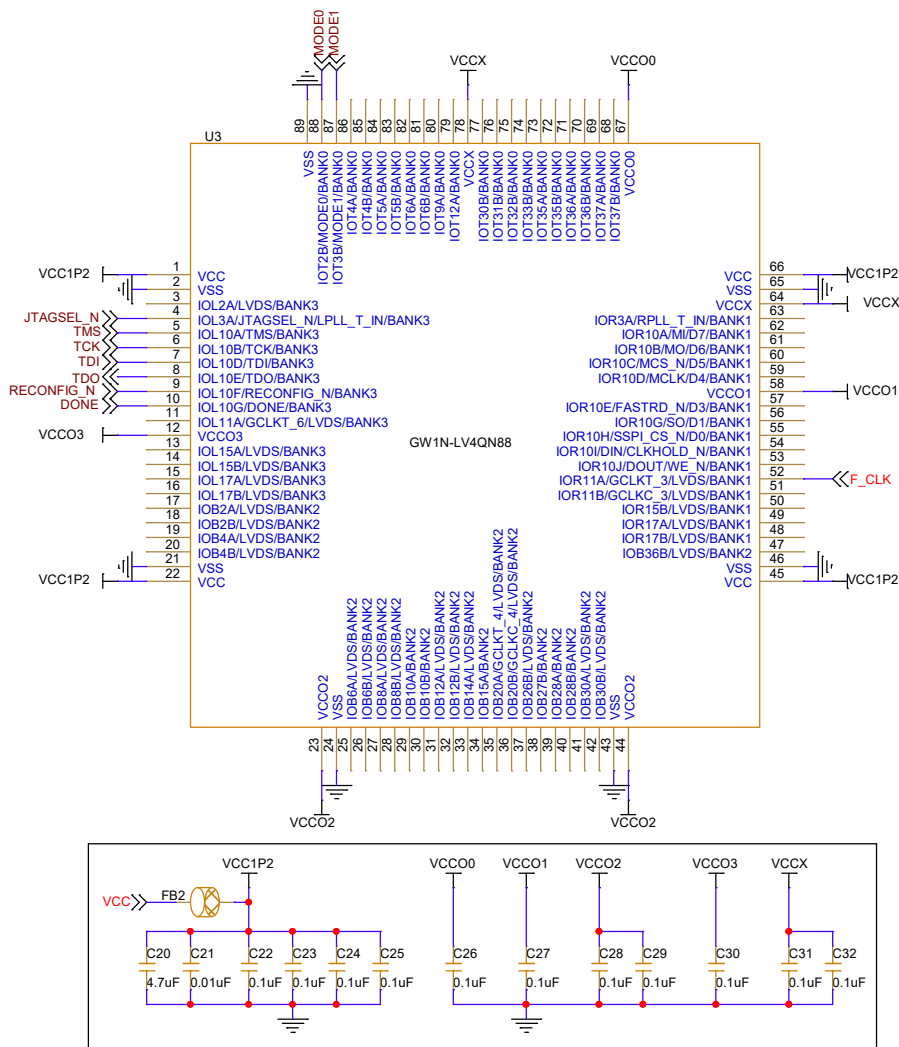 MODE0
MODE1
VCCX
VCCO0
89
88
87
86
85
84
83
82
81
80
79
78
77
76
75
74
73
72
71
70
69
68
67
U3
VSS
IOT2B/MODE0/BANK0
IOT3B/MODE1/BANK0
IOT4A/BANK0
IOT4B/BANK0
IOT5A/BANK0
IOT5B/BANK0
IOT6A/BANK0
IOT6B/BANK0
IOT9A/BANK0
IOT12A/BANK0
VCCX
IOT30B/BANK0
IOT31B/BANK0
IOT32B/BANK0
IOT33B/BANK0
IOT35A/BANK0
IOT35B/BANK0
IOT36A/BANK0
IOT36B/BANK0
IOT37A/BANK0
IOT37B/BANK0
VCCO0
VCC1P2 1 VCC
2 VSS
3 IOL2A/LVDS/BANK3
JTAGSEL_N 4 IOL3A/JTAGSEL_N/LPLL_T_IN/BANK3
TMS 5 IOL10A/TMS/BANK3
TCK 6 IOL10B/TCK/BANK3
TDI 7 IOL10D/TDI/BANK3
TDO 8 IOL10E/TDO/BANK3
RECONFIG_N 9 IOL10F/RECONFIG_N/BANK3
DONE 10 IOL10G/DONE/BANK3
11 IOL11A/GCLKT_6/LVDS/BANK3
VCCO3 12 VCCO3
13 IOL15A/LVDS/BANK3
14 IOL15B/LVDS/BANK3
15 IOL17A/LVDS/BANK3
16 IOL17B/LVDS/BANK3
17 IOB2A/LVDS/BANK2
18 IOB2B/LVDS/BANK2
19 IOB4A/LVDS/BANK2
20 IOB4B/LVDS/BANK2
21 VSS
VCC1P2 22 VCC
GW1N-LV4QN88
VCC 66 VCC1P2
VSS 65
VCCX 64 VCCX
IOR3A/RPLL_T_IN/BANK1 63
IOR10A/MI/D7/BANK1 62
IOR10B/MO/D6/BANK1 61
IOR10C/MCS_N/D5/BANK1 60
IOR10D/MCLK/D4/BANK1 59
VCCO1 58 VCCO1
IOR10E/FASTRD_N/D3/BANK1 57
IOR10G/SO/D1/BANK1 56
IOR10H/SSPI_CS_N/D0/BANK1 55
IOR10I/DIN/CLKHOLD_N/BANK1 54
IOR10J/DOUT/WE_N/BANK1 53
IOR11A/GCLKT_3/LVDS/BANK1 52 F_CLK
IOR11B/GCLKC_3/LVDS/BANK1 51
IOR15B/LVDS/BANK1 50
IOR17A/LVDS/BANK1 49
IOR17B/LVDS/BANK1 48
IOB36B/LVDS/BANK2 47
VSS 46
VCC 45 VCC1P2
VCCO2
VSS
IOB6A/LVDS/BANK2
IOB6B/LVDS/BANK2
IOB8A/LVDS/BANK2
IOB8B/LVDS/BANK2
IOB10A/BANK2
IOB10B/BANK2
IOB12A/LVDS/BANK2
IOB12B/LVDS/BANK2
IOB14A/LVDS/BANK2
IOB15A/BANK2
IOB20A/GCLKT_4/LVDS/BANK2
IOB20B/GCLKC_4/LVDS/BANK2
IOB26B/LVDS/BANK2
IOB27B/BANK2
IOB28A/BANK2
IOB28B/BANK2
IOB30A/LVDS/BANK2
IOB30B/LVDS/BANK2
VSS
VCCO2
23
24
25
26
27
28
29
30
31
32
33
34
35
36
37
38
39
40
41
42
43
44
VCCO2
VCCO2
VCC1P2 VCCO0 VCCO1 VCCO2 VCCO3 VCCX
VCC FB2
C20 C21 C22 C23 C24 C25 C26 C27 C28 C29 C30 C31 C32
4.7uF 0.01uF 0.1uF 0.1uF 0.1uF 0.1uF 0.1uF 0.1uF 0.1uF 0.1uF 0.1uF 0.1uF 0.1uF